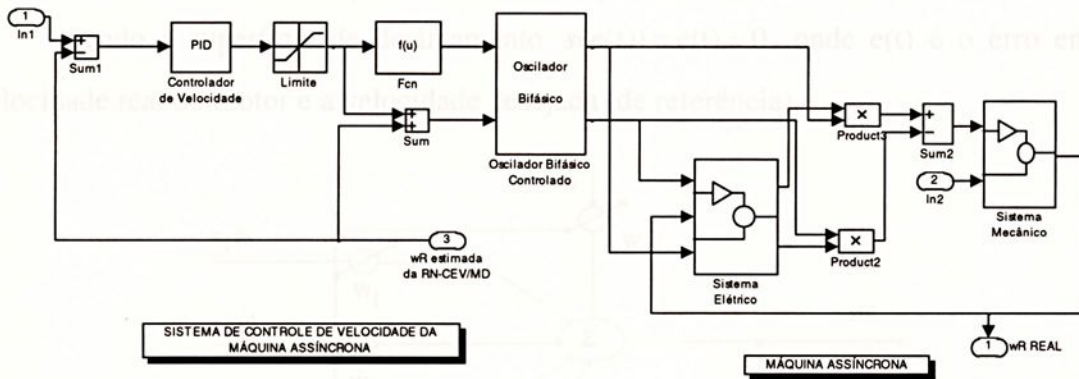 1
In1
Sum1
PID
Controlador
de Velocidade
Limite
f(u)
Fcn
Sum
Oscilador
Bifásico
Oscilador Bifásico
Controlado
3
wR estimada
da RN-CEV/MD
Sistema
Elétrico
×
Product3
×
Product2
Sum2
2
In2
Sistema
Mecânico
1
wR REAL
SISTEMA DE CONTROLE DE VELOCIDADE DA
MÁQUINA ASSÍNCRONA
MÁQUINA ASSÍNCRONA